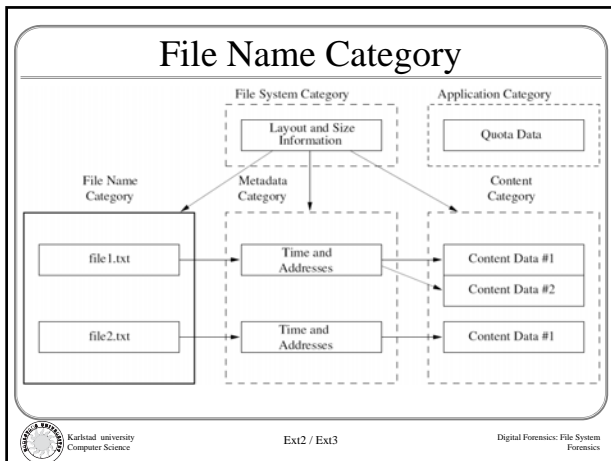 File Name Category
File System Category
Application Category
Layout and Size
Information
Quota Data
File Name
Category
Metadata
Category
Content
Category
file1.txt
Time and
Addresses
Content Data #1
Content Data #2
file2.txt
Time and
Addresses
Content Data #1
Karlstad university
Computer Science
Ext2 / Ext3
Digital Forensics: File System
Forensics